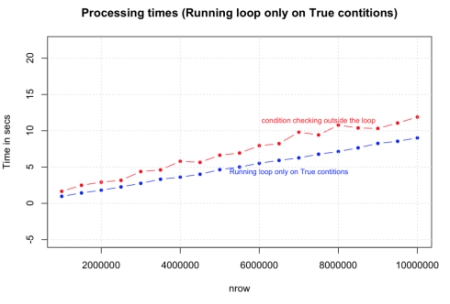 Processing times (Running loop only on True contitions)
20
15
condition checking outside the loop
10
Time in secs
5
Running loop only on True contitions
0
-5
2000000 4000000 6000000 8000000 10000000
nrow